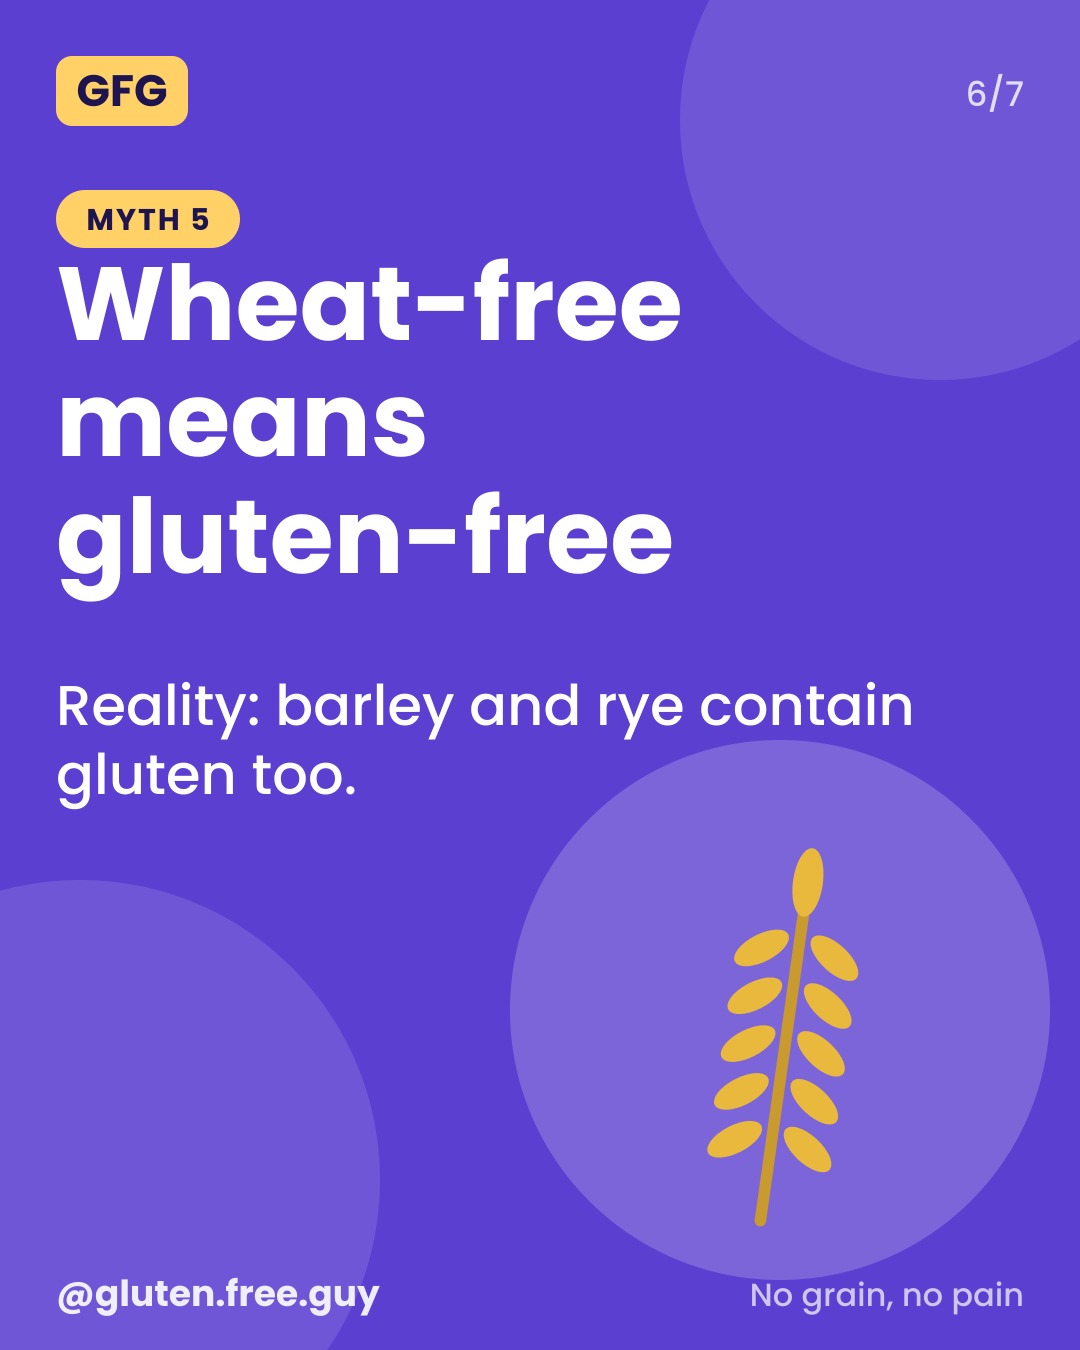 GFG
6/7
MYTH 5
Wheat-free
means
gluten-free
Reality: barley and rye contain
gluten too.
@gluten.free.guy
No grain, no pain